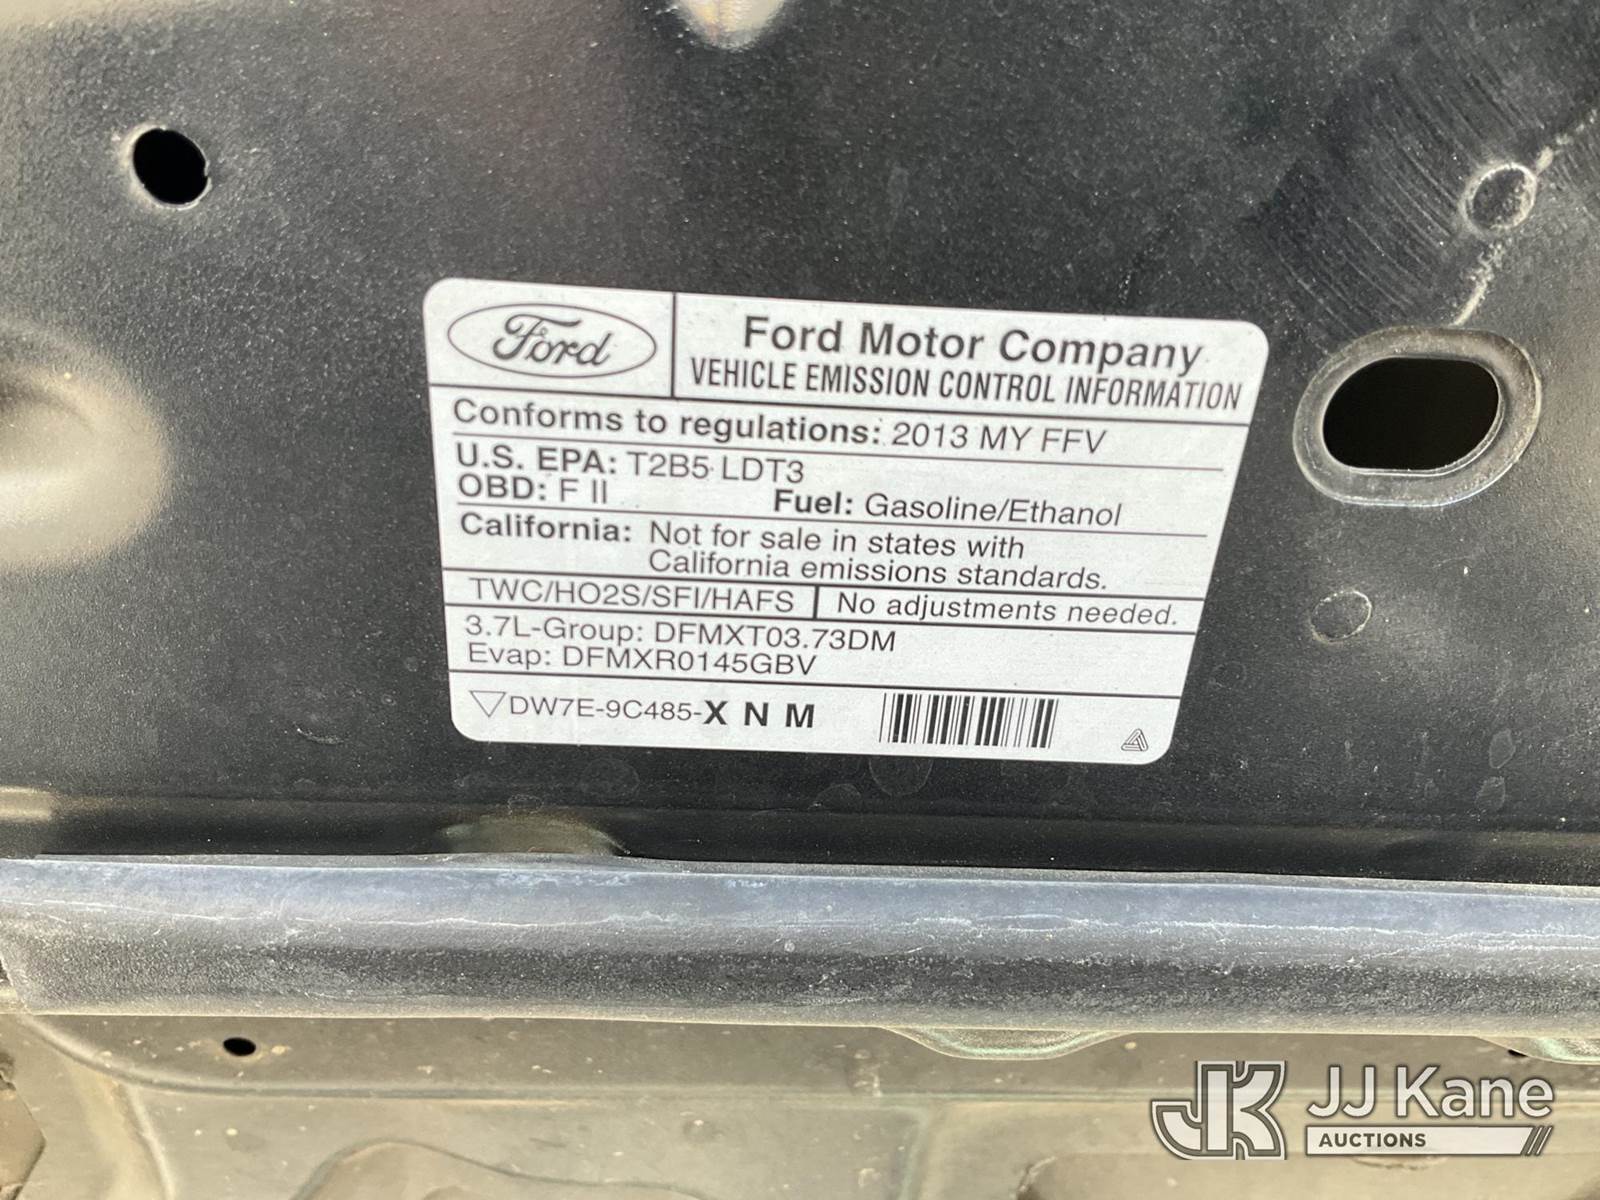 Ford
Ford Motor Company
VEHICLE EMISSION CONTROL INFORMATION
Conforms to regulations: 2013 MY FFV
U.S. EPA: T2B5 LDT3
OBD: F II Fuel: Gasoline/Ethanol
California: Not for sale in states with
California emissions standards.
TWC/HO2S/SFI/HAFS No adjustments needed.
3.7L-Group: DFMXT03.73DM
Evap: DFMXR0145GBV
DW7E-9C485-X N M
JK JJ Kane
AUCTIONS